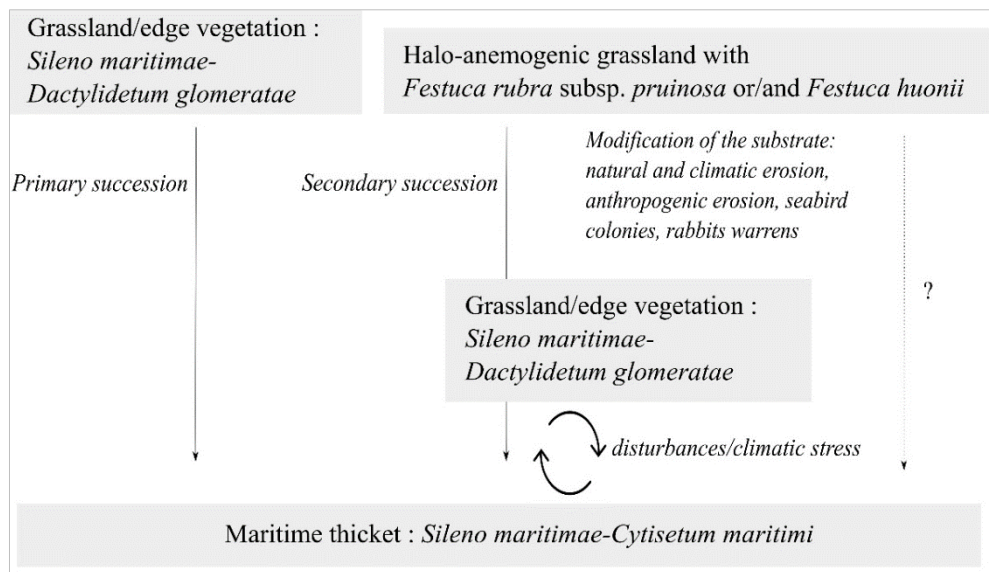 Grassland/edge vegetation :
Sileno maritimae-
Dactylidetum glomeratae
Halo-anemogenic grassland with
Festuca rubra subsp. pruinosa or/and Festuca huonii
Primary succession
Secondary succession
Modification of the substrate:
natural and climatic erosion,
anthropogenic erosion, seabird
colonies, rabbits warrens
?
Grassland/edge vegetation :
Sileno maritimae-
Dactylidetum glomeratae
disturbances/climatic stress
Maritime thicket : Sileno maritimae-Cytisetum maritimi